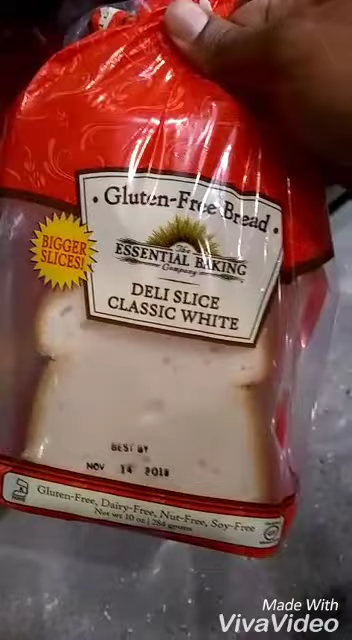 Gluten-Free Bread
BIGGER
SLICES!
The
ESSENTIAL BAKING
Company
DELI SLICE
CLASSIC WHITE
BEST BY
NOV 14 2018
Gluten-Free, Dairy-Free, Nut-Free, Soy-Free
Net wt 10 oz | 284 grams
Made With
VivaVideo